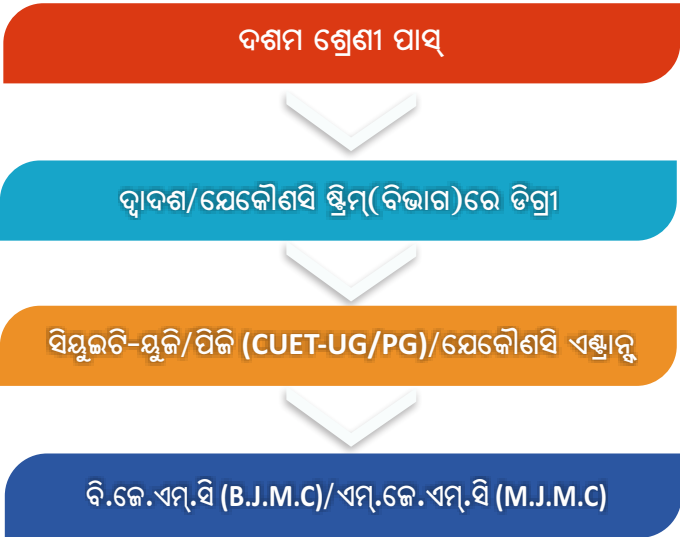 ଦଶମ ଶ୍ରେଣୀ ପାସ୍
ଦ୍ୱାଦଶ/ଯେକୌଣସି ଷ୍ଟ୍ରିମ୍(ବିଭାଗ)ରେ ଡିଗ୍ରୀ
ସିୟୁଇଟି-ୟୁଜି/ପିଜି (CUET-UG/PG)/ଯେକୌଣସି ଏଣ୍ଟ୍ରାନ୍ସ
ବି.ଜେ.ଏମ୍.ସି (B.J.M.C)/ଏମ୍.ଜେ.ଏମ୍.ସି (M.J.M.C)